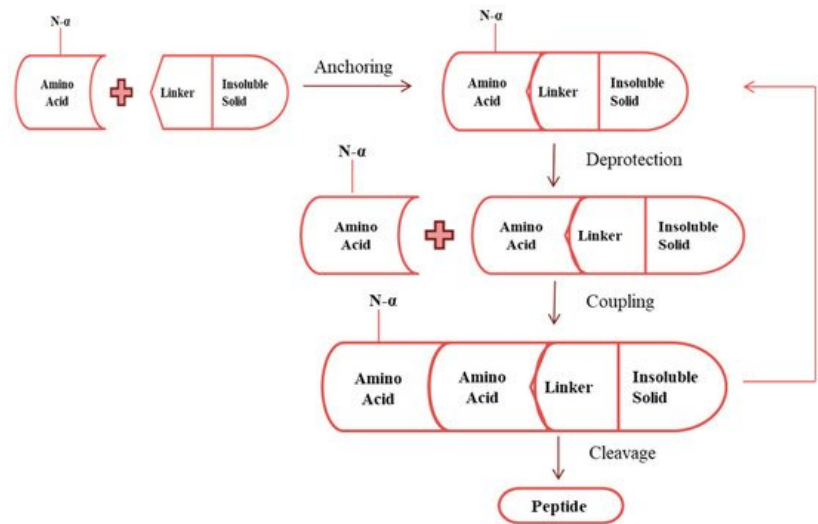 N-α
Amino
Acid
Linker
Insoluble
Solid
Anchoring
N-α
Amino
Acid
Linker
Insoluble
Solid
Deprotection
N-α
Amino
Acid
Amino
Acid
Linker
Insoluble
Solid
Coupling
N-α
Amino
Acid
Amino
Acid
Linker
Insoluble
Solid
Cleavage
Peptide